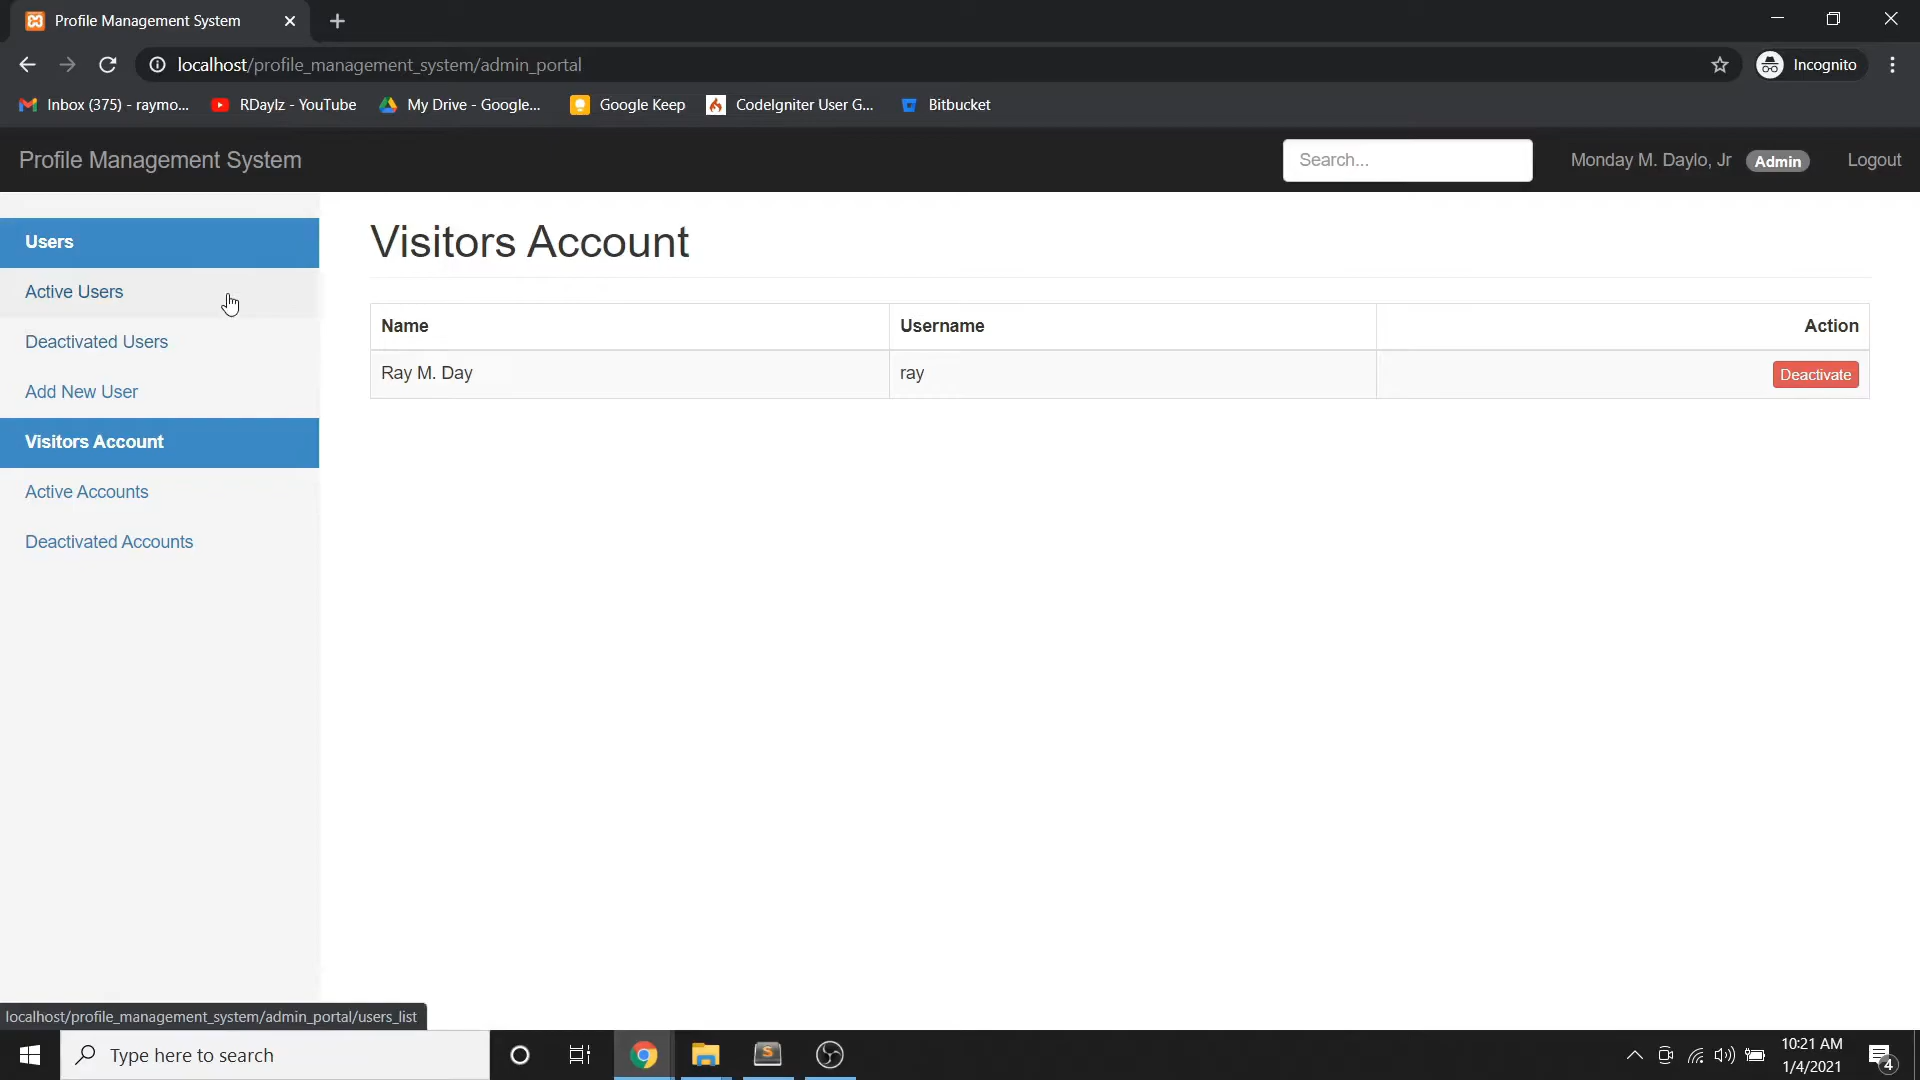 Profile Management System
localhost/profile_management_system/admin_portal
Incognito
Inbox (375) - raymo...
RDaylz - YouTube
My Drive - Google...
Google Keep
CodeIgniter User G...
Bitbucket
Profile Management System
Search...
Monday M. Daylo, Jr
Admin
Logout
Users
Active Users
Deactivated Users
Add New User
Visitors Account
Active Accounts
Deactivated Accounts
Visitors Account
Name Username Action
Ray M. Day ray Deactivate
localhost/profile_management_system/admin_portal/users_list
Type here to search
10:21 AM
1/4/2021
4